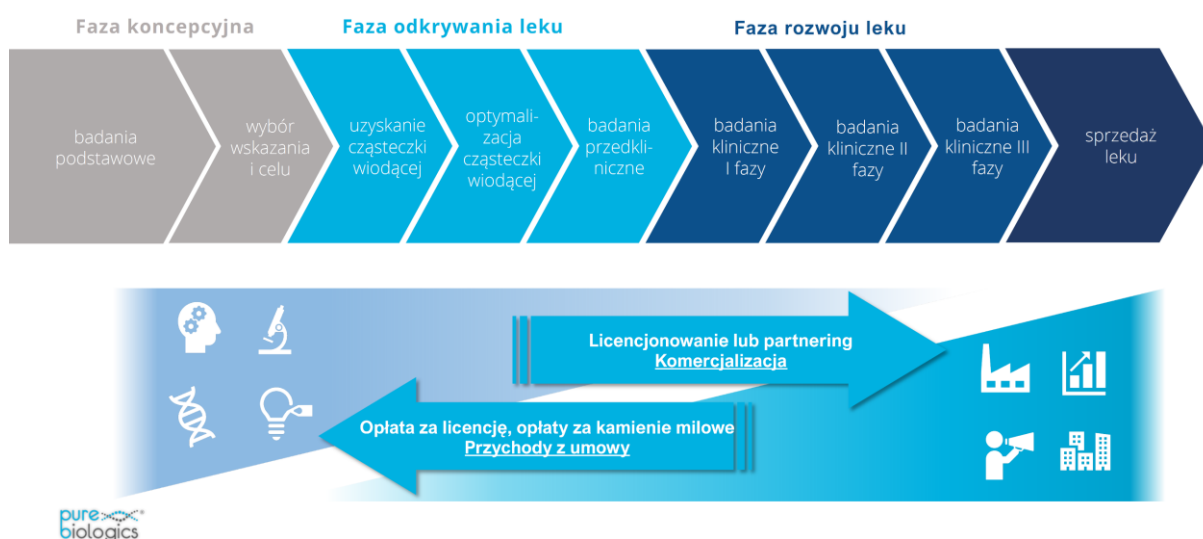 Faza koncepcyjna
Faza odkrywania leku
Faza rozwoju leku
badania
podstawowe
wybór
wskazania
i celu
uzyskanie
cząsteczki
wiodącej
optymali-
zacja
cząsteczki
wiodącej
badania
przedkli-
niczne
badania
kliniczne
I fazy
badania
kliniczne II
fazy
badania
kliniczne III
fazy
sprzedaż
leku
Licencjonowanie lub partnering
Komercjalizacja
Opłata za licencję, opłaty za kamienie milowe
Przychody z umowy
pure
biologics